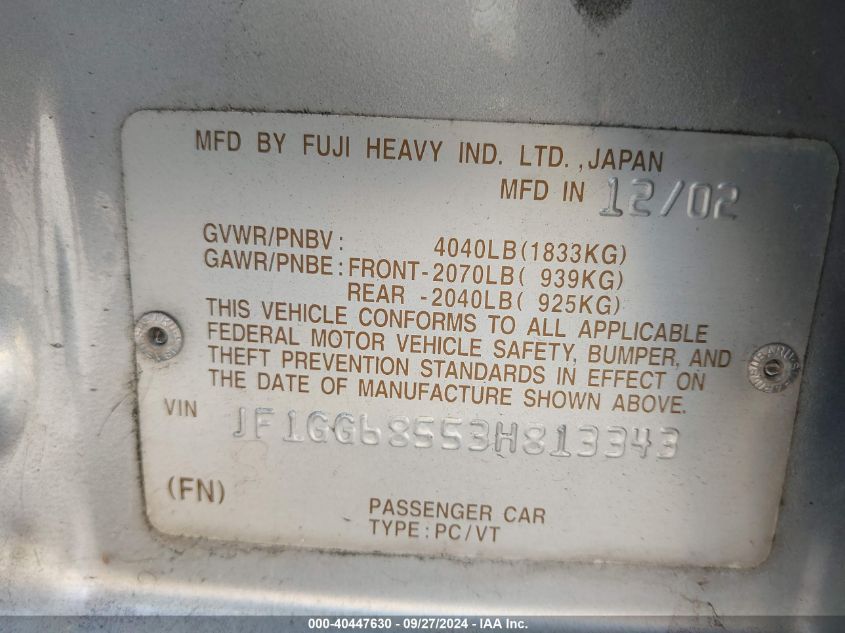 MFD BY FUJI HEAVY IND. LTD., JAPAN
MFD IN 12/02
GVWR/PNBV: 4040LB(1833KG)
GAWR/PNBE: FRONT-2070LB( 939KG)
REAR -2040LB( 925KG)
THIS VEHICLE CONFORMS TO ALL APPLICABLE
FEDERAL MOTOR VEHICLE SAFETY, BUMPER, AND
THEFT PREVENTION STANDARDS IN EFFECT ON
THE DATE OF MANUFACTURE SHOWN ABOVE.
VIN JF1GG68553H813343
(FN)
PASSENGER CAR
TYPE: PC/VT
000-40447630 - 09/27/2024 - IAA Inc.